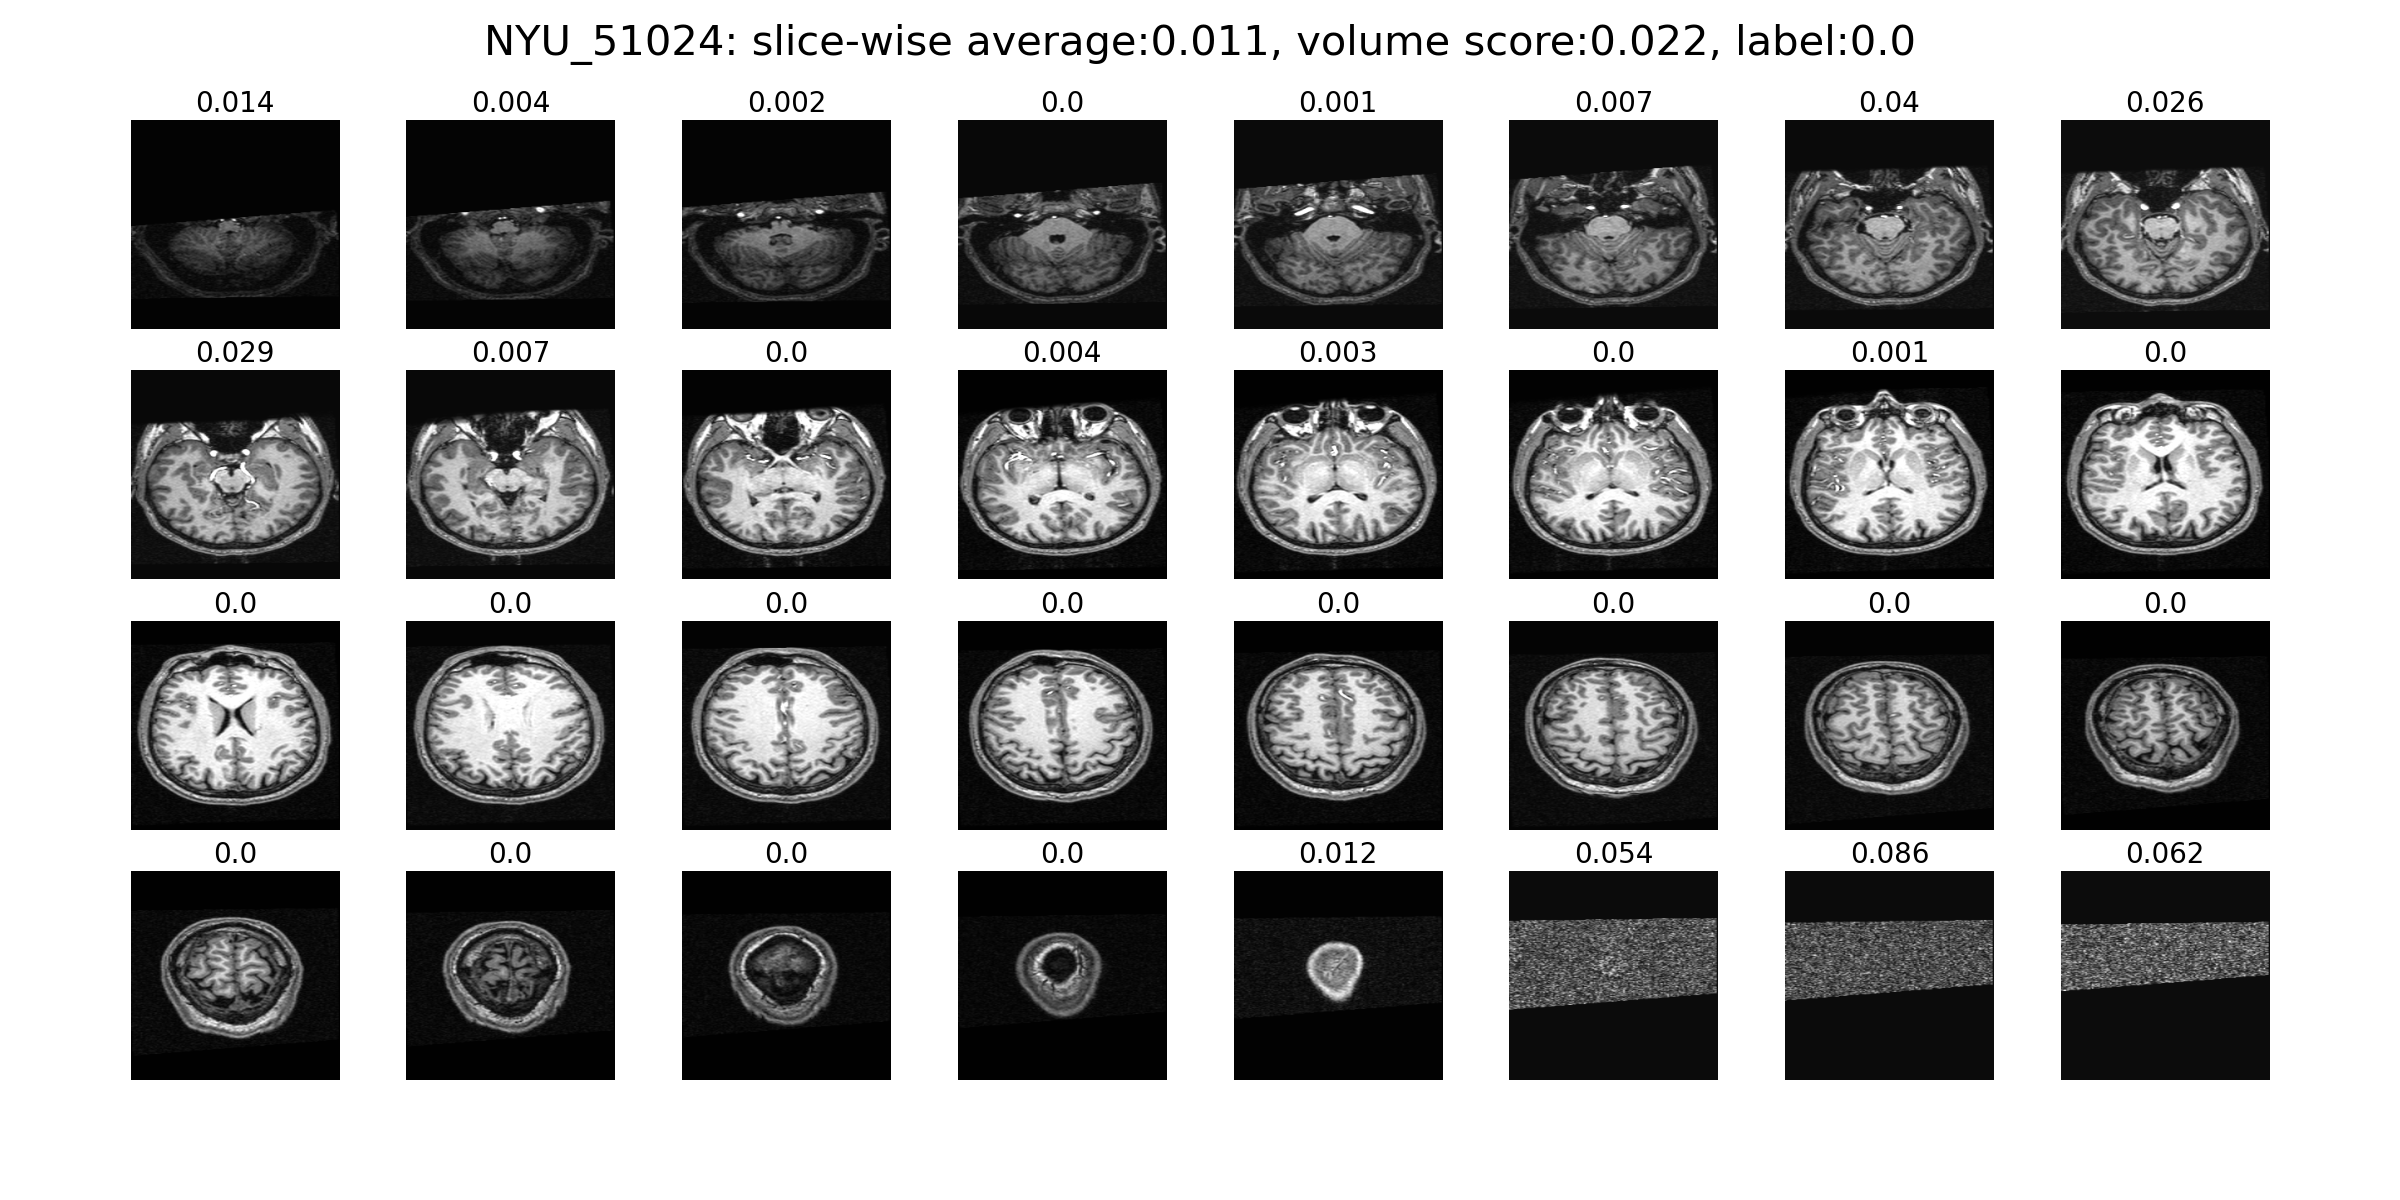 NYU_51024: slice-wise average:0.011, volume score:0.022, label:0.0
0.014 0.004 0.002 0.0 0.001 0.007 0.04 0.026
0.029 0.007 0.0 0.004 0.003 0.0 0.001 0.0
0.0 0.0 0.0 0.0 0.0 0.0 0.0 0.0
0.0 0.0 0.0 0.0 0.012 0.054 0.086 0.062